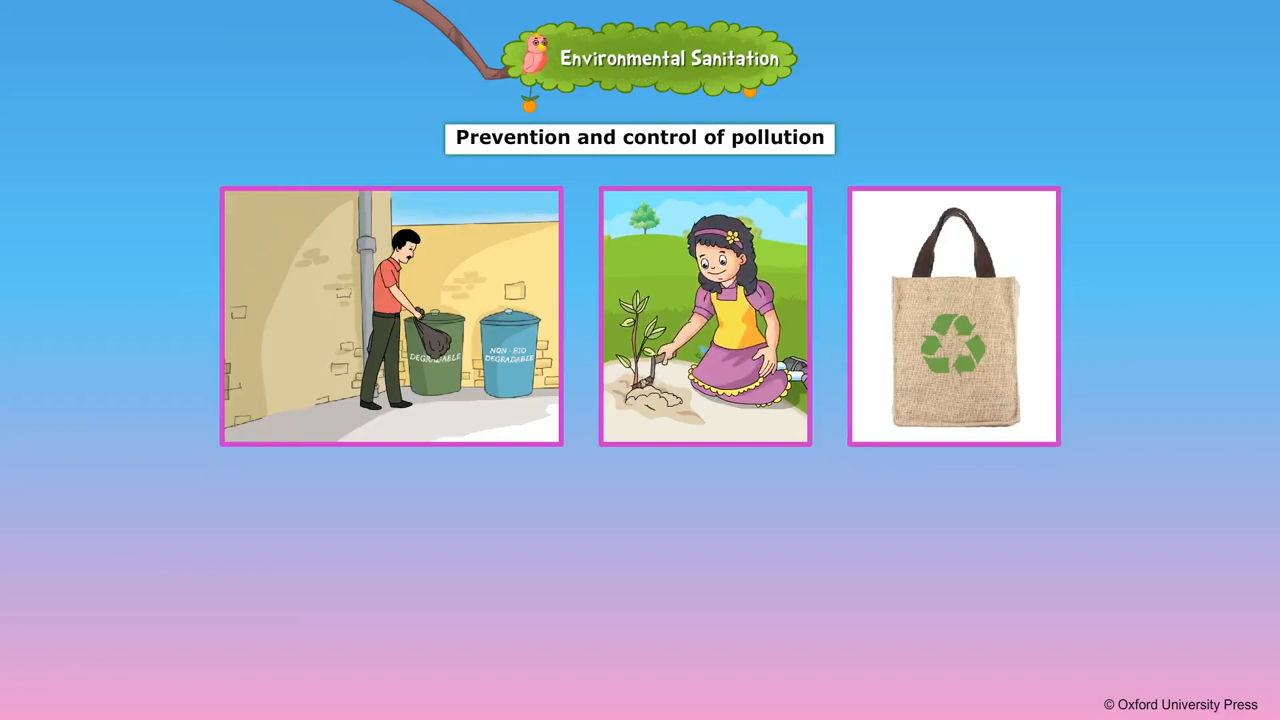 Environmental Sanitation
Prevention and control of pollution
DEGRADABLE
NON-BIO
DEGRADABLE
© Oxford University Press